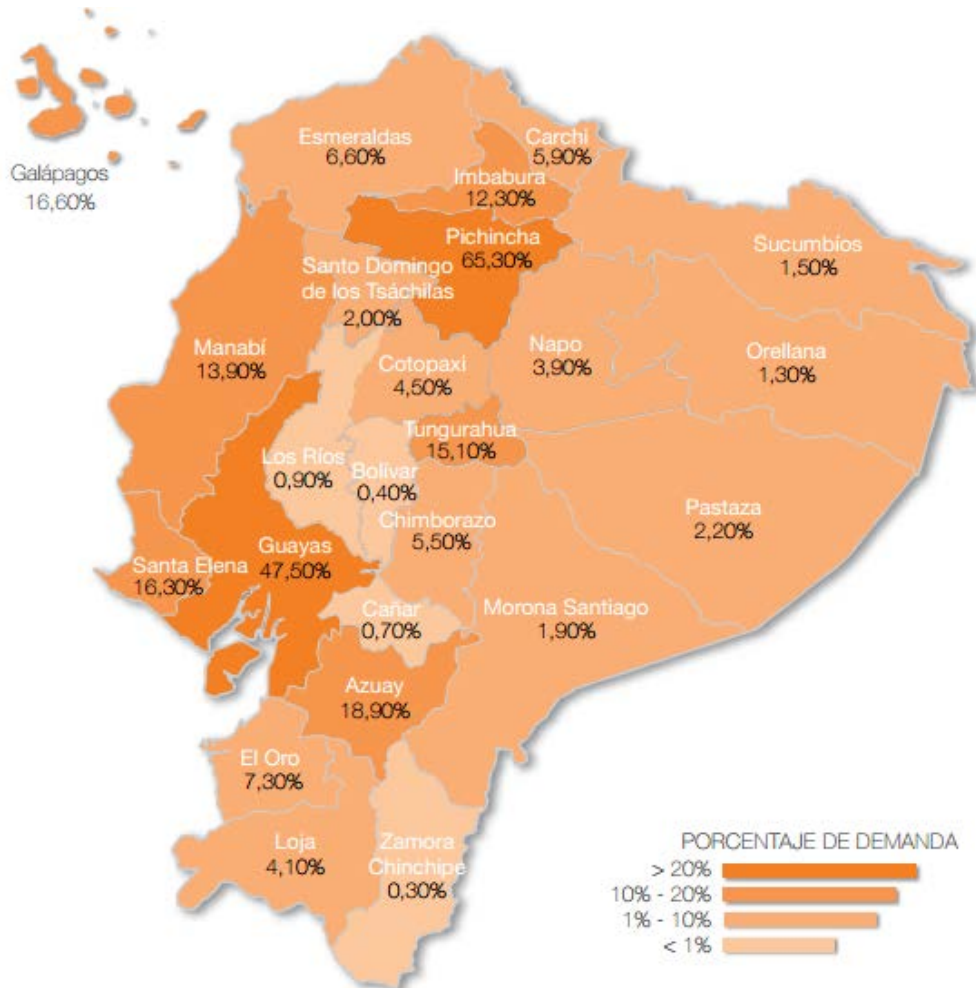 Galápagos
16,60%
Esmeraldas
6,60%
Carchi
5,90%
Imbabura
12,30%
Pichincha
65,30%
Sucumbíos
1,50%
Santo Domingo
de los Tsáchilas
2,00%
Manabí
13,90%
Cotopaxi
4,50%
Napo
3,90%
Orellana
1,30%
Tungurahua
15,10%
Los Ríos
0,90%
Bolívar
0,40%
Chimborazo
5,50%
Pastaza
2,20%
Guayas
47,50%
Santa Elena
16,30%
Cañar
0,70%
Morona Santiago
1,90%
Azuay
18,90%
El Oro
7,30%
Loja
4,10%
Zamora
Chinchipe
0,30%
PORCENTAJE DE DEMANDA
> 20%
10% - 20%
1% - 10%
< 1%